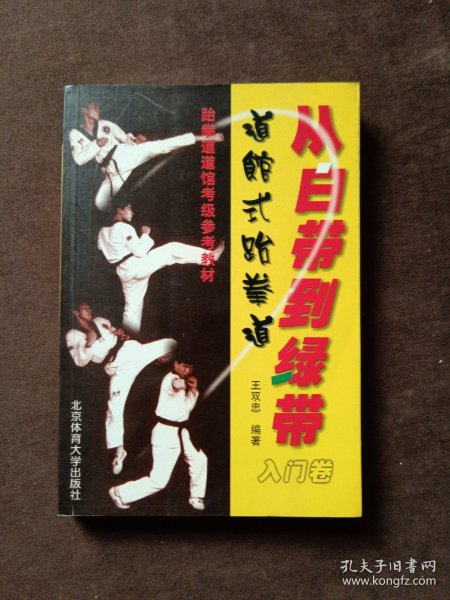 从白带到绿带
道館式跆拳道
跆拳道道馆考级参考教材
王双忠 编著
入门卷
北京体育大学出版社
孔夫子旧书网
www.kongfz.com